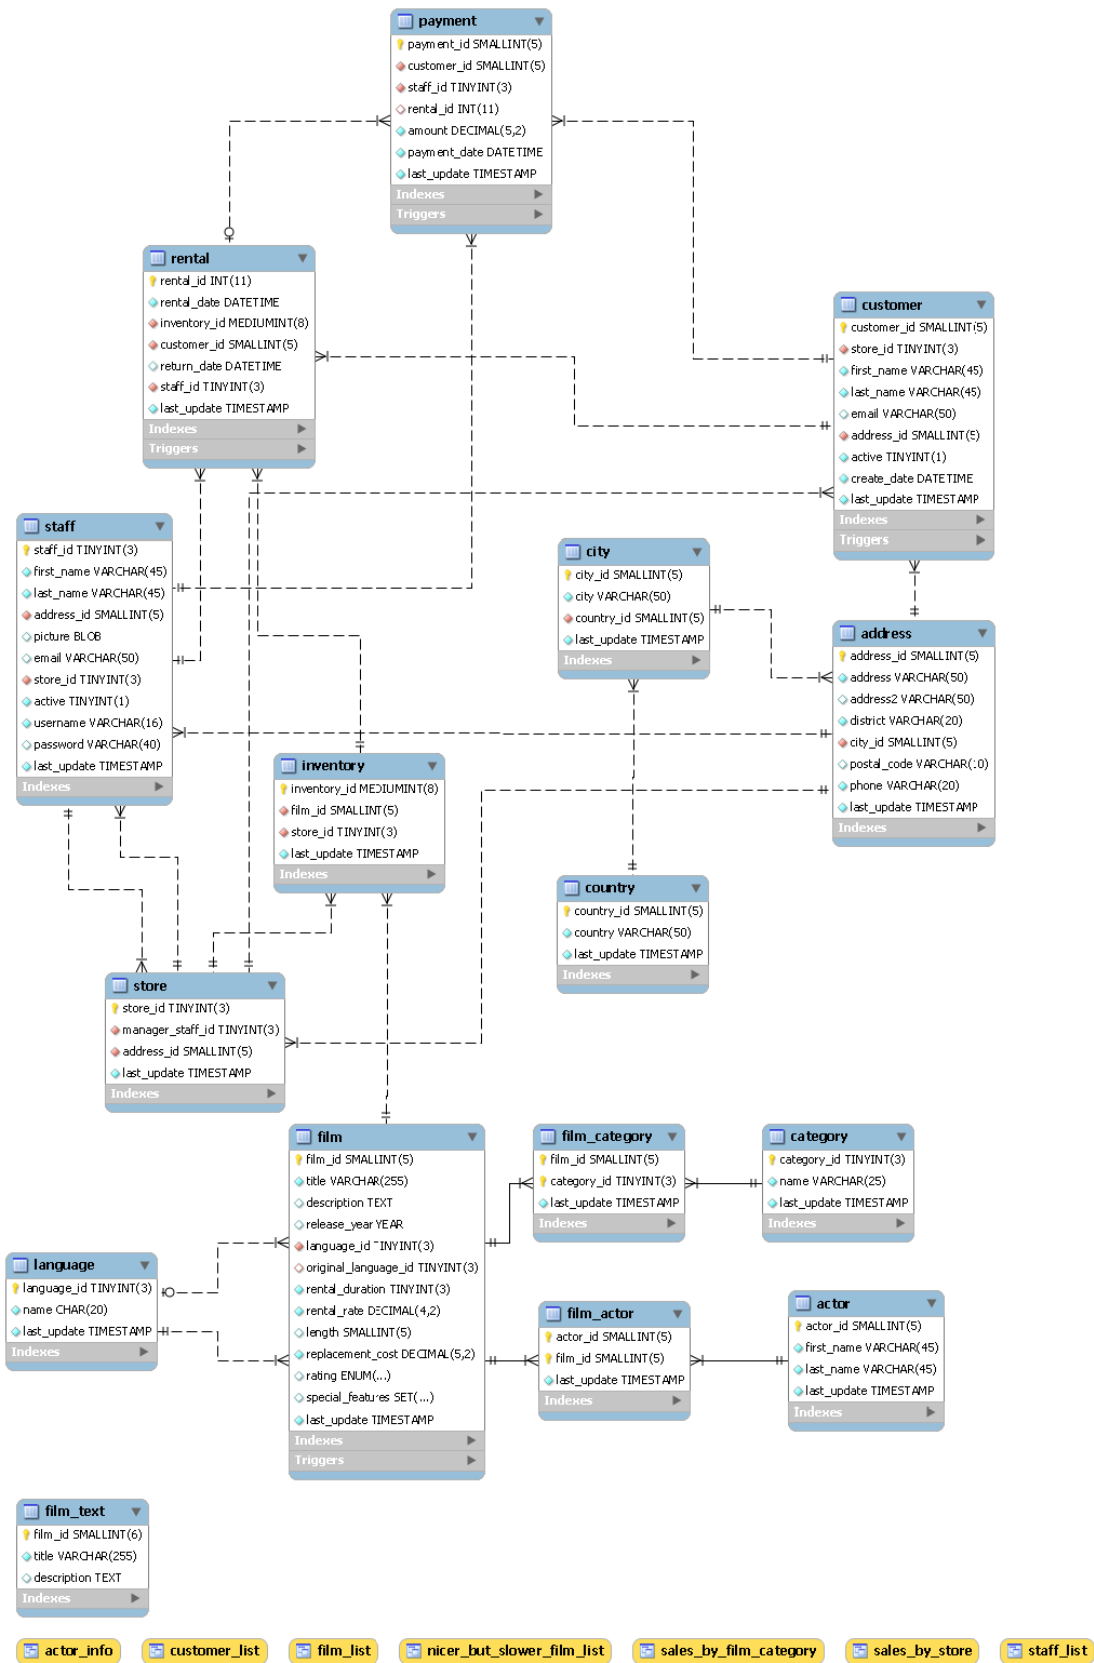 payment
payment_id SMALLINT(5)
customer_id SMALLINT(5)
staff_id TINYINT(3)
rental_id INT(11)
amount DECIMAL(5,2)
payment_date DATETIME
last_update TIMESTAMP
Indexes
Triggers
rental
rental_id INT(11)
rental_date DATETIME
inventory_id MEDIUMINT(8)
customer_id SMALLINT(5)
return_date DATETIME
staff_id TINYINT(3)
last_update TIMESTAMP
Indexes
Triggers
customer
customer_id SMALLINT(5)
store_id TINYINT(3)
first_name VARCHAR(45)
last_name VARCHAR(45)
email VARCHAR(50)
address_id SMALLINT(5)
active TINYINT(1)
create_date DATETIME
last_update TIMESTAMP
Indexes
Triggers
staff
staff_id TINYINT(3)
first_name VARCHAR(45)
last_name VARCHAR(45)
address_id SMALLINT(5)
picture BLOB
email VARCHAR(50)
store_id TINYINT(3)
active TINYINT(1)
username VARCHAR(16)
password VARCHAR(40)
last_update TIMESTAMP
Indexes
city
city_id SMALLINT(5)
city VARCHAR(50)
country_id SMALLINT(5)
last_update TIMESTAMP
Indexes
address
address_id SMALLINT(5)
address VARCHAR(50)
address2 VARCHAR(50)
district VARCHAR(20)
city_id SMALLINT(5)
postal_code VARCHAR(10)
phone VARCHAR(20)
last_update TIMESTAMP
Indexes
inventory
inventory_id MEDIUMINT(8)
film_id SMALLINT(5)
store_id TINYINT(3)
last_update TIMESTAMP
Indexes
country
country_id SMALLINT(5)
country VARCHAR(50)
last_update TIMESTAMP
Indexes
store
store_id TINYINT(3)
manager_staff_id TINYINT(3)
address_id SMALLINT(5)
last_update TIMESTAMP
Indexes
film
film_id SMALLINT(5)
title VARCHAR(255)
description TEXT
release_year YEAR
language_id TINYINT(3)
original_language_id TINYINT(3)
rental_duration TINYINT(3)
rental_rate DECIMAL(4,2)
length SMALLINT(5)
replacement_cost DECIMAL(5,2)
rating ENUM(...)
special_features SET(...)
last_update TIMESTAMP
Indexes
Triggers
film_category
film_id SMALLINT(5)
category_id TINYINT(3)
last_update TIMESTAMP
Indexes
category
category_id TINYINT(3)
name VARCHAR(25)
last_update TIMESTAMP
Indexes
language
language_id TINYINT(3)
name CHAR(20)
last_update TIMESTAMP
Indexes
film_actor
actor_id SMALLINT(5)
film_id SMALLINT(5)
last_update TIMESTAMP
Indexes
actor
actor_id SMALLINT(5)
first_name VARCHAR(45)
last_name VARCHAR(45)
last_update TIMESTAMP
Indexes
film_text
film_id SMALLINT(6)
title VARCHAR(255)
description TEXT
Indexes
actor_info
customer_list
film_list
nicer_but_slower_film_list
sales_by_film_category
sales_by_store
staff_list